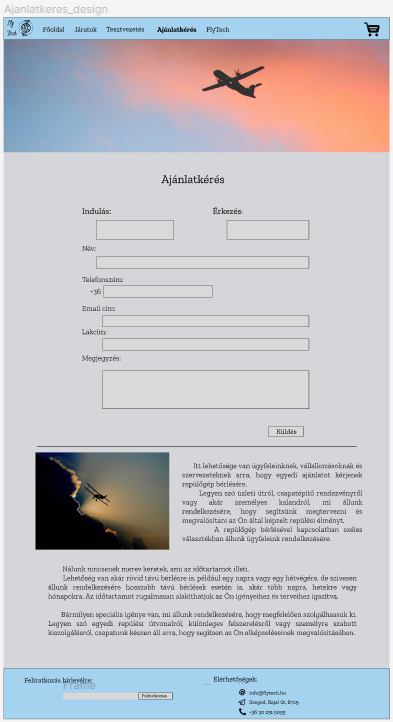 Ajanlatkeres_design
Fly
Tech
Főoldal Járatok Tesztvezetés Ajánlatkérés FlyTech
Ajánlatkérés
Indulás: Érkezés:
Név:
Telefonszám:
+36
Email cím:
Lakcím:
Megjegyzés:
Küldés
Itt lehetősége van ügyfeleinknek, vállalkozásoknak és
szervezeteknek arra, hogy egyedi ajánlatot kérjenek
repülőgép bérlésére.
Legyen szó üzleti útról, csapatépítő rendezvényről
vagy akár személyes kalandról, mi állunk
rendelkezésére, hogy segítsünk megtervezni és
megvalósítani az Ön által képzelt repülési élményt.
A repülőgép bérlésével kapcsolatban széles
választékban állunk ügyfeleink rendelkezésére.
Nálunk nincsenek merev keretek, ami az időtartamot illeti.
Lehetőség van akár rövid távú bérlésre is, például egy napra vagy egy hétvégére, de szívesen
állunk rendelkezésére hosszabb távú bérlések esetén is, akár több napra, hetekre vagy
hónapokra. Az időtartamot rugalmasan alakíthatjuk az Ön igényeihez és terveihez igazítva.
Bármilyen speciális igénye van, mi állunk rendelkezésére, hogy megfelelően szolgálhassuk ki.
Legyen szó egyedi repülési útvonalról, különleges felszerelésről vagy személyre szabott
kiszolgálásról, csapatunk készen áll arra, hogy segítsen az Ön elképzeléseinek megvalósításában.
Feliratkozás hírlevélre: ... Elérhetőségek:
Frame
Feliratkozás
info@flytech.hu
Szeged, Bajai út, 6725
+36 30 291 5095